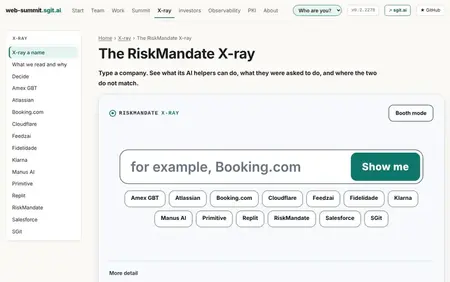 web-summit.sgit.ai
Start Team Work Summit X-ray Investors Observability PKI About
Who are you?
v0.2.2279
sgit.ai
GitHub
X-RAY
X-ray a name
What we read and why
Decide
Amex GBT
Atlassian
Booking.com
Cloudflare
Feedzai
Fidelidade
Klarna
Manus AI
Primitive
Replit
RiskMandate
Salesforce
SGit
Home › X-ray › The RiskMandate X-ray
The RiskMandate X-ray
Type a company. See what its AI helpers can do, what they were asked to do, and where the two
do not match.
RISKMANDATE X-RAY
Booth mode
for example, Booking.com
Show me
Amex GBT Atlassian Booking.com Cloudflare Feedzai Fidelidade Klarna
Manus AI Primitive Replit RiskMandate Salesforce SGit
More detail